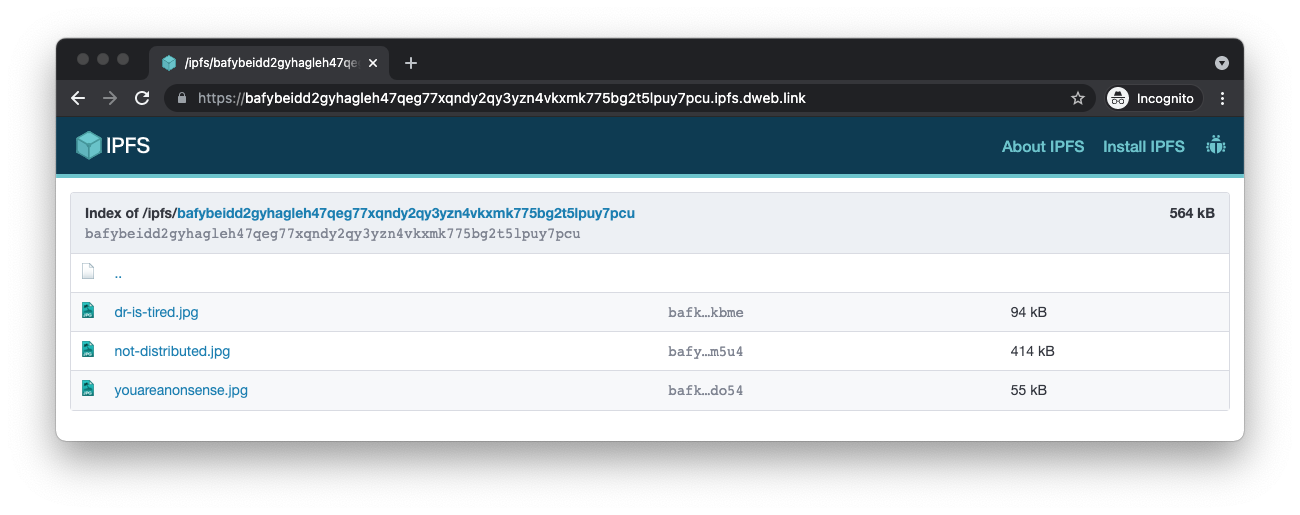 /ipfs/bafybeidd2gyhagleh47qe
https://bafybeidd2gyhagleh47qeg77xqndy2qy3yzn4vkxmk775bg2t5lpuy7pcu.ipfs.dweb.link
Incognito
IPFS
About IPFS Install IPFS
Index of /ipfs/bafybeidd2gyhagleh47qeg77xqndy2qy3yzn4vkxmk775bg2t5lpuy7pcu 564 kB
bafybeidd2gyhagleh47qeg77xqndy2qy3yzn4vkxmk775bg2t5lpuy7pcu
..
dr-is-tired.jpg bafk…kbme 94 kB
not-distributed.jpg bafy…m5u4 414 kB
youareanonsense.jpg bafk…do54 55 kB